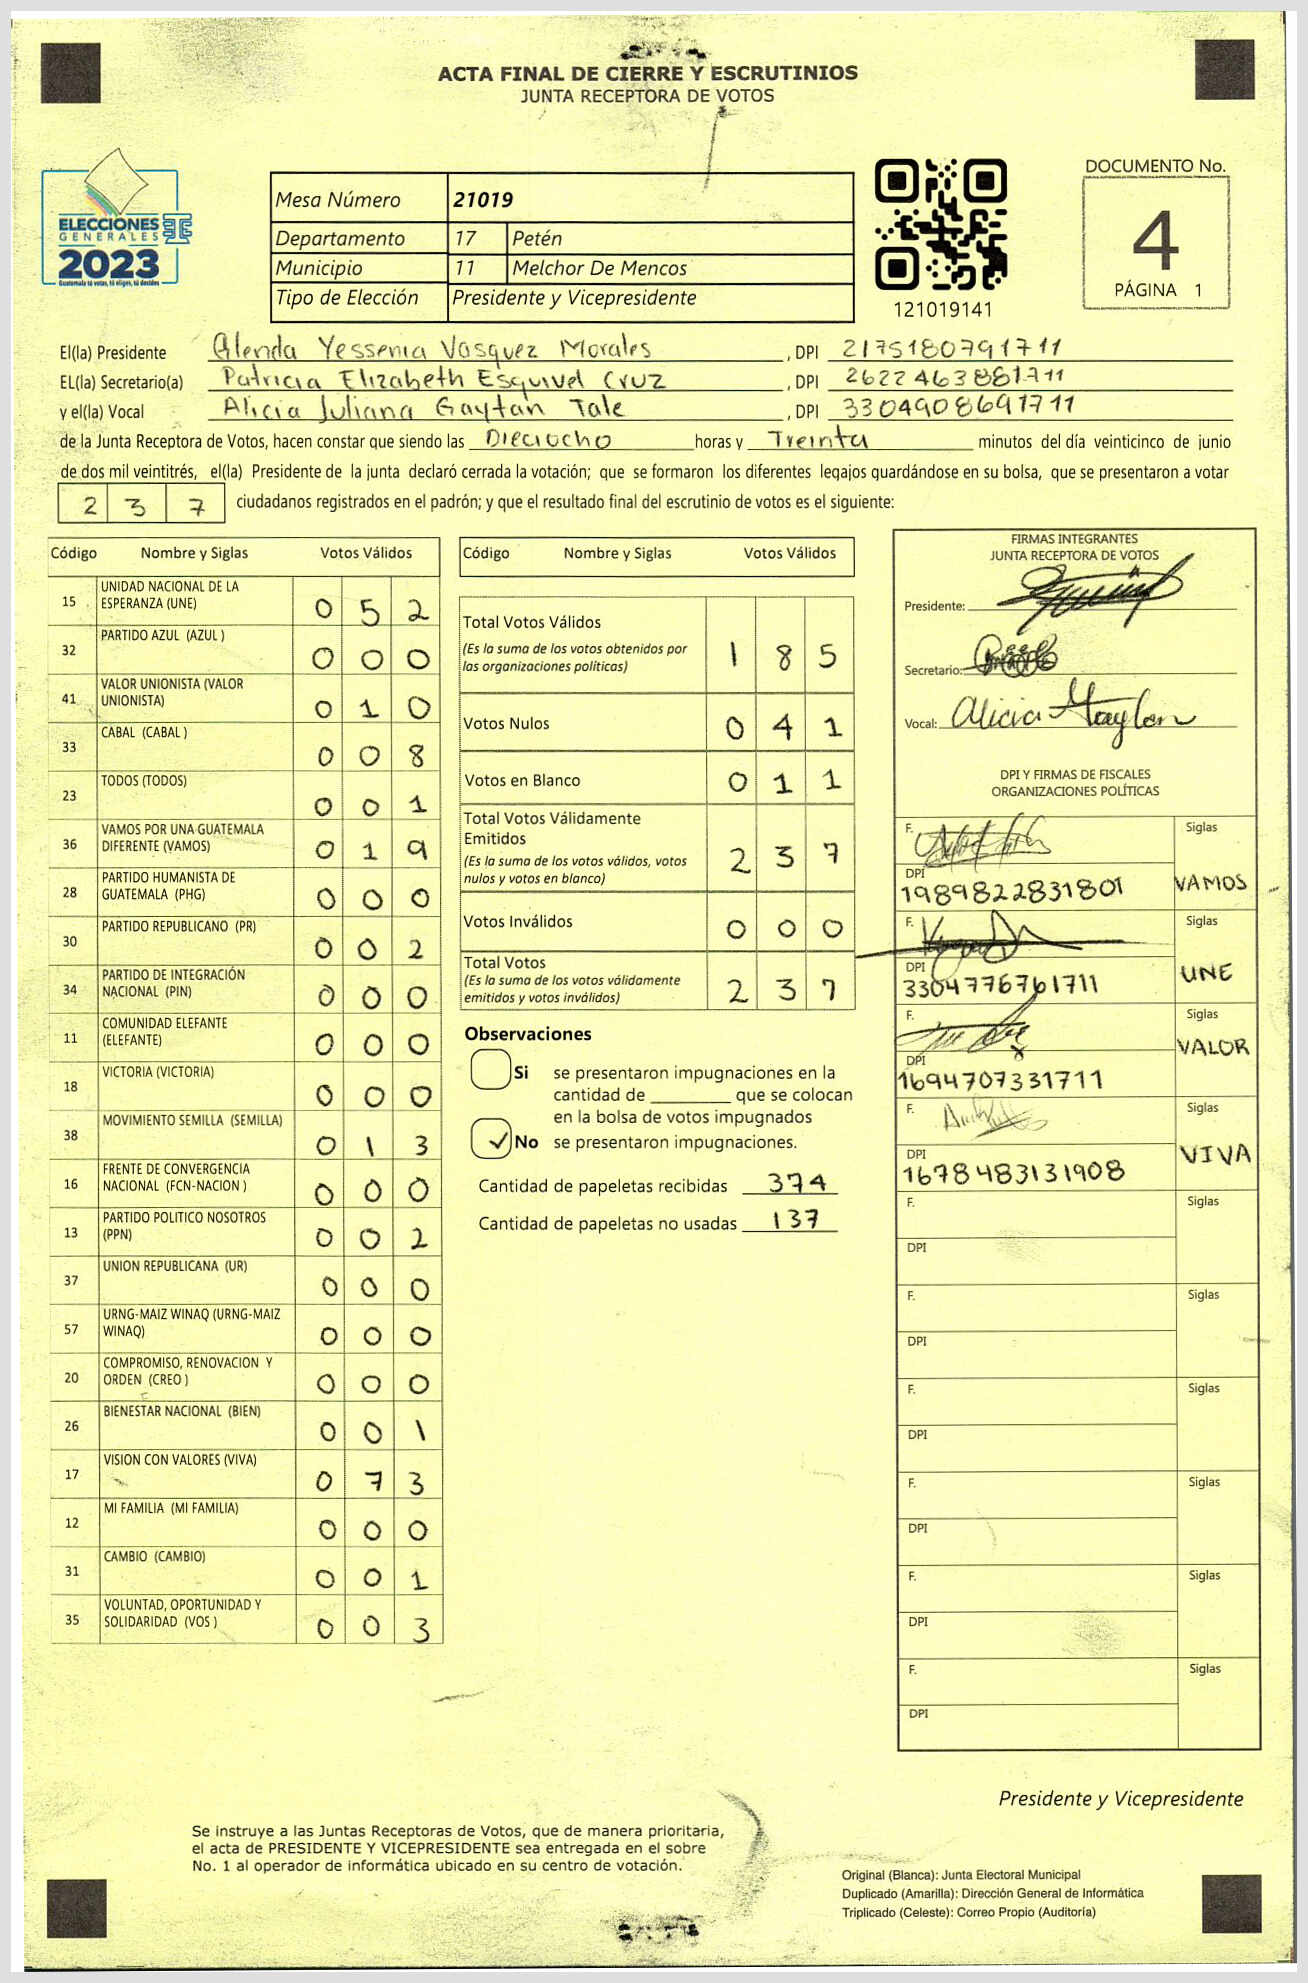 ACTA FINAL DE CIERRE Y ESCRUTINIOS
JUNTA RECEPTORA DE VOTOS
ELECCIONES
GENERALES
2023
Guatemala tú votas, tú eliges, tú decides
Mesa Número 21019
Departamento 17 Petén
Municipio 11 Melchor De Mencos
Tipo de Elección Presidente y Vicepresidente
121019141
DOCUMENTO No.
4
PÁGINA 1
El(la) Presidente Glenda Yessenia Vasquez Morales, DPI 2175180791711
EL(la) Secretario(a) Patricia Elizabeth Esquivel Cruz, DPI 2622463881711
y el(la) Vocal Alicia Juliana Gaytan Tale, DPI 3304908691711
de la Junta Receptora de Votos, hacen constar que siendo las Dieciocho horas y Treinta minutos del día veinticinco de junio
de dos mil veintitrés, el(la) Presidente de la junta declaró cerrada la votación; que se formaron los diferentes legajos guardándose en su bolsa, que se presentaron a votar
2 3 7 ciudadanos registrados en el padrón; y que el resultado final del escrutinio de votos es el siguiente:
Código Nombre y Siglas Votos Válidos
15 UNIDAD NACIONAL DE LA
ESPERANZA (UNE) 0 5 2
32 PARTIDO AZUL (AZUL ) 0 0 0
41 VALOR UNIONISTA (VALOR
UNIONISTA) 0 1 0
33 CABAL (CABAL ) 0 0 8
23 TODOS (TODOS) 0 0 1
36 VAMOS POR UNA GUATEMALA
DIFERENTE (VAMOS) 0 1 9
28 PARTIDO HUMANISTA DE
GUATEMALA (PHG) 0 0 0
30 PARTIDO REPUBLICANO (PR) 0 0 2
34 PARTIDO DE INTEGRACIÓN
NACIONAL (PIN) 0 0 0
11 COMUNIDAD ELEFANTE
(ELEFANTE) 0 0 0
18 VICTORIA (VICTORIA) 0 0 0
38 MOVIMIENTO SEMILLA (SEMILLA) 0 1 3
16 FRENTE DE CONVERGENCIA
NACIONAL (FCN-NACION ) 0 0 0
13 PARTIDO POLITICO NOSOTROS
(PPN) 0 0 2
37 UNION REPUBLICANA (UR) 0 0 0
57 URNG-MAIZ WINAQ (URNG-MAIZ
WINAQ) 0 0 0
20 COMPROMISO, RENOVACION Y
ORDEN (CREO ) 0 0 0
26 BIENESTAR NACIONAL (BIEN) 0 0 1
17 VISION CON VALORES (VIVA) 0 7 3
12 MI FAMILIA (MI FAMILIA) 0 0 0
31 CAMBIO (CAMBIO) 0 0 1
35 VOLUNTAD, OPORTUNIDAD Y
SOLIDARIDAD (VOS ) 0 0 3
Código Nombre y Siglas Votos Válidos
Total Votos Válidos
(Es la suma de los votos obtenidos por
las organizaciones políticas) 1 8 5
Votos Nulos 0 4 1
Votos en Blanco 0 1 1
Total Votos Válidamente
Emitidos
(Es la suma de los votos válidos, votos
nulos y votos en blanco) 2 3 7
Votos Inválidos 0 0 0
Total Votos
(Es la suma de los votos válidamente
emitidos y votos inválidos) 2 3 7
Observaciones
Si se presentaron impugnaciones en la
cantidad de ________ que se colocan
en la bolsa de votos impugnados
No se presentaron impugnaciones.
Cantidad de papeletas recibidas 374
Cantidad de papeletas no usadas 137
FIRMAS INTEGRANTES
JUNTA RECEPTORA DE VOTOS
Presidente:
Secretario:
Vocal: Alicia Gaytan
DPI Y FIRMAS DE FISCALES
ORGANIZACIONES POLÍTICAS
F. Siglas
DPI
1989822831801 VAMOS
F. Siglas
DPI
3304776761711 UNE
F. Siglas
DPI
1694707331711 VALOR
F. Siglas
DPI
1678483131908 VIVA
F. Siglas
DPI
F. Siglas
DPI
F. Siglas
DPI
F. Siglas
DPI
F. Siglas
DPI
F. Siglas
DPI
Presidente y Vicepresidente
Se instruye a las Juntas Receptoras de Votos, que de manera prioritaria,
el acta de PRESIDENTE Y VICEPRESIDENTE sea entregada en el sobre
No. 1 al operador de informática ubicado en su centro de votación.
Original (Blanca): Junta Electoral Municipal
Duplicado (Amarilla): Dirección General de Informática
Triplicado (Celeste): Correo Propio (Auditoría)